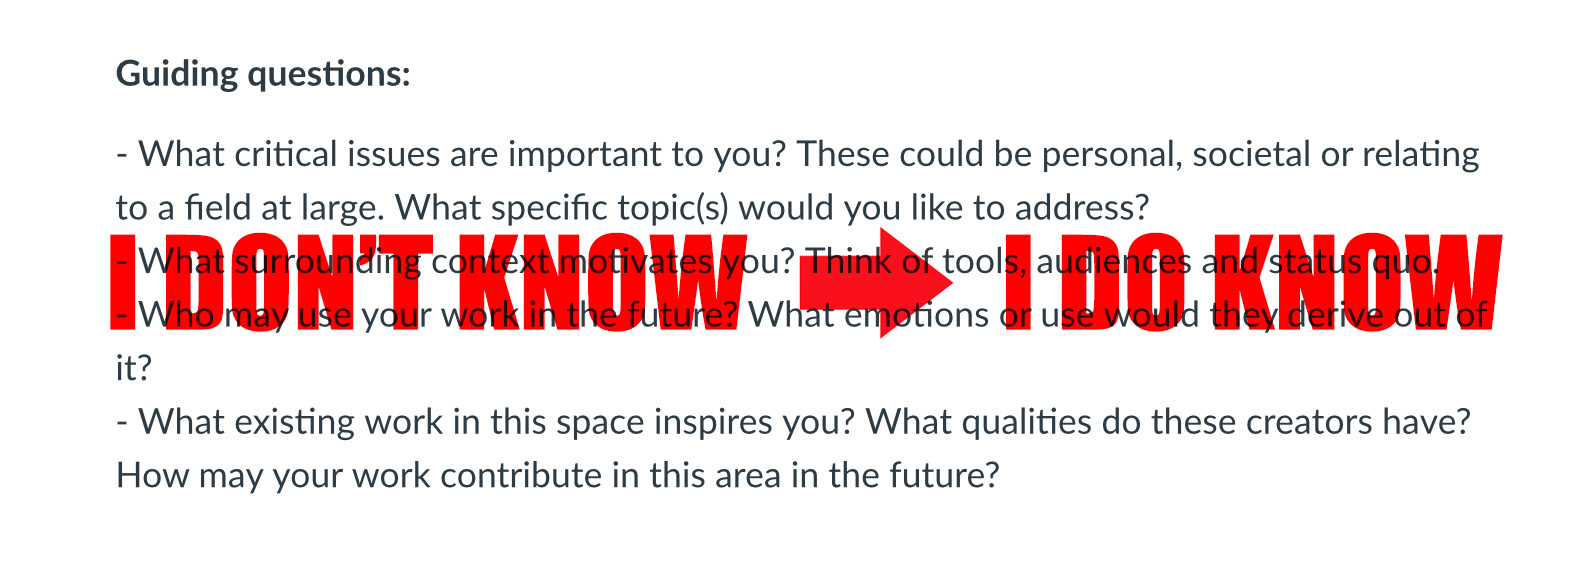 Guiding questions:
- What critical issues are important to you? These could be personal, societal or relating
to a field at large. What specific topic(s) would you like to address?
- What surrounding context motivates you? Think of tools, audiences and status quo.
I DON'T KNOW I DO KNOW
- Who may use your work in the future? What emotions or use would they derive out of
it?
- What existing work in this space inspires you? What qualities do these creators have?
How may your work contribute in this area in the future?